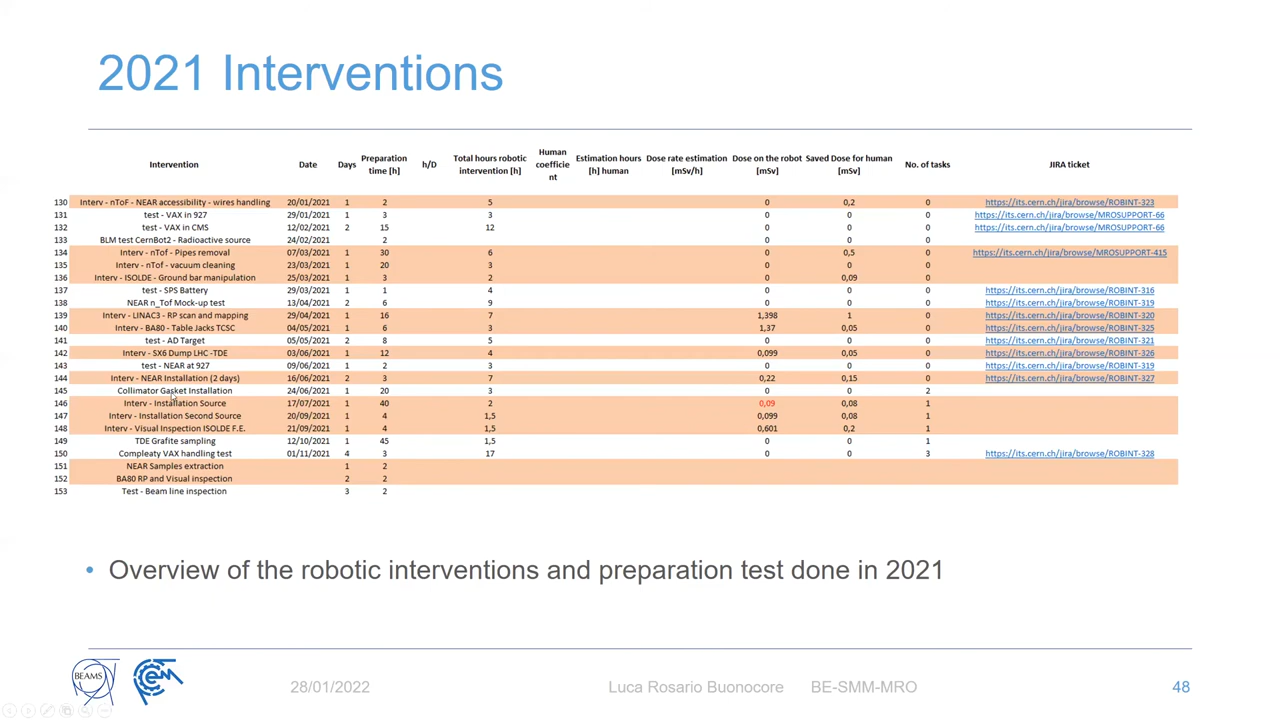 2021 Interventions
Intervention Date Days Preparation time [h] h/D Total hours robotic intervention [h] Human coefficie nt Estimation hours [h] human Dose rate estimation [mSv/h] Dose on the robot [mSv] Saved Dose for human [mSv] No. of tasks JIRA ticket
130 Interv - nToF - NEAR accessibility - wires handling 20/01/2021 1 2 5 0 0,2 0 https://its.cern.ch/jira/browse/ROBINT-323
131 test - VAX in 927 29/01/2021 1 3 3 0 0 0 https://its.cern.ch/jira/browse/MROSUPPORT-66
132 test - VAX in CMS 12/02/2021 2 15 12 0 0 0 https://its.cern.ch/jira/browse/MROSUPPORT-66
133 BLM test CernBot2 - Radioactive source 24/02/2021 2 0 0 0
134 Interv - nTof - Pipes removal 07/03/2021 1 30 6 0 0,5 0 https://its.cern.ch/jira/browse/MROSUPPORT-415
135 Interv - nTof - vacuum cleaning 23/03/2021 1 20 3 0 0 0
136 Interv - ISOLDE - Ground bar manipulation 25/03/2021 1 3 2 0 0,09 0
137 test - SPS Battery 29/03/2021 1 1 4 0 0 0 https://its.cern.ch/jira/browse/ROBINT-316
138 NEAR n_Tof Mock-up test 13/04/2021 2 6 9 0 0 0 https://its.cern.ch/jira/browse/ROBINT-319
139 Interv - LINAC3 - RP scan and mapping 29/04/2021 1 16 7 1,398 1 0 https://its.cern.ch/jira/browse/ROBINT-320
140 Interv - BA80 - Table Jacks TCSC 04/05/2021 1 6 3 1,37 0,05 0 https://its.cern.ch/jira/browse/ROBINT-325
141 test - AD Target 05/05/2021 2 8 5 0 0 0 https://its.cern.ch/jira/browse/ROBINT-321
142 Interv - SX6 Dump LHC -TDE 03/06/2021 1 12 4 0,099 0,05 0 https://its.cern.ch/jira/browse/ROBINT-326
143 test - NEAR at 927 09/06/2021 1 2 3 0 0 0 https://its.cern.ch/jira/browse/ROBINT-319
144 Interv - NEAR Installation (2 days) 16/06/2021 2 3 7 0,22 0,15 0 https://its.cern.ch/jira/browse/ROBINT-327
145 Collimator Gasket Installation 24/06/2021 1 20 3 0 0 2
146 Interv - Installation Source 17/07/2021 1 40 2 0,09 0,08 1
147 Interv - Installation Second Source 20/09/2021 1 4 1,5 0,099 0,08 1
148 Interv - Visual Inspection ISOLDE F.E. 21/09/2021 1 4 1,5 0,601 0,2 1
149 TDE Grafite sampling 12/10/2021 1 45 1,5 0 0 1
150 Compleaty VAX handling test 01/11/2021 4 3 17 0 0 3 https://its.cern.ch/jira/browse/ROBINT-328
151 NEAR Samples extraction 1 2
152 BA80 RP and Visual inspection 2 2
153 Test - Beam line inspection 3 2
• Overview of the robotic interventions and preparation test done in 2021
BEAMS
28/01/2022 Luca Rosario Buonocore BE-SMM-MRO 48